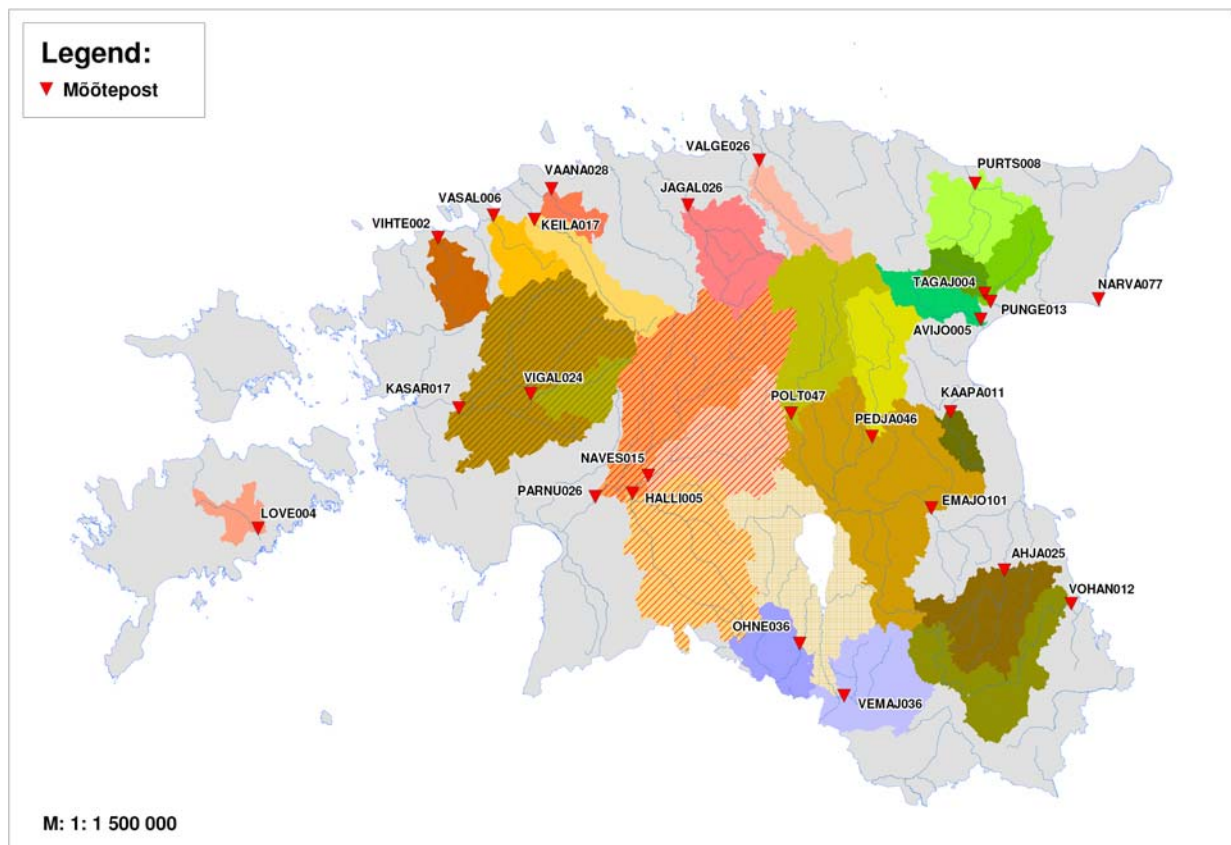 Legend:
Mõõtepost
VALGE026
PURTS008
VAANA028
JAGAL026
VASAL006
KEILA017
VIHTE002
TAGAJ004
NARVA077
PUNGE013
AVIJO005
VIGAL024
KASAR017
POLT047
KAAPA011
PEDJA046
NAVES015
PARNU026
HALLI005
EMAJO101
LOVE004
AHJA025
VOHAN012
OHNE036
VEMAJ036
M: 1: 1 500 000